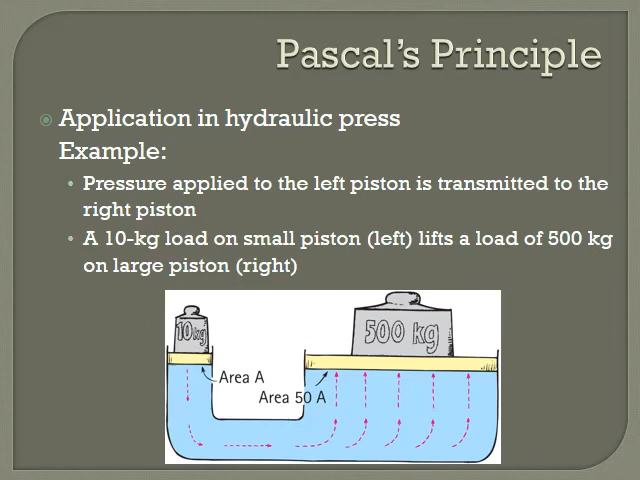 Pascal's Principle
Application in hydraulic press
Example:
Pressure applied to the left piston is transmitted to the
right piston
A 10-kg load on small piston (left) lifts a load of 500 kg
on large piston (right)
10 kg
500 kg
Area A
Area 50 A